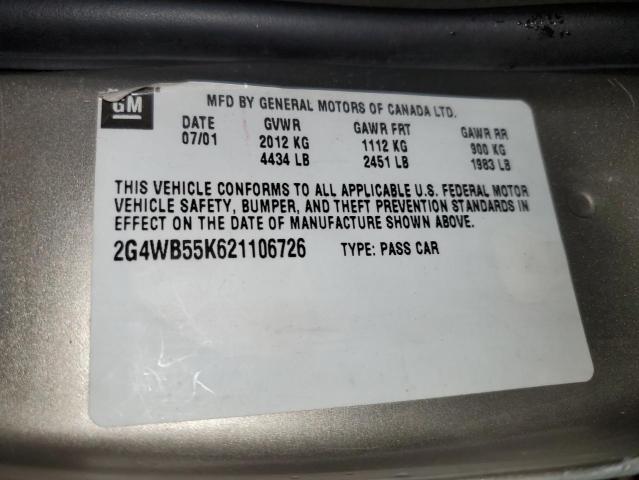 GM
MFD BY GENERAL MOTORS OF CANADA LTD.
DATE GVWR GAWR FRT GAWR RR
07/01 2012 KG 1112 KG 900 KG
4434 LB 2451 LB 1983 LB
THIS VEHICLE CONFORMS TO ALL APPLICABLE U.S. FEDERAL MOTOR
VEHICLE SAFETY, BUMPER, AND THEFT PREVENTION STANDARDS IN
EFFECT ON THE DATE OF MANUFACTURE SHOWN ABOVE.
2G4WB55K621106726 TYPE: PASS CAR